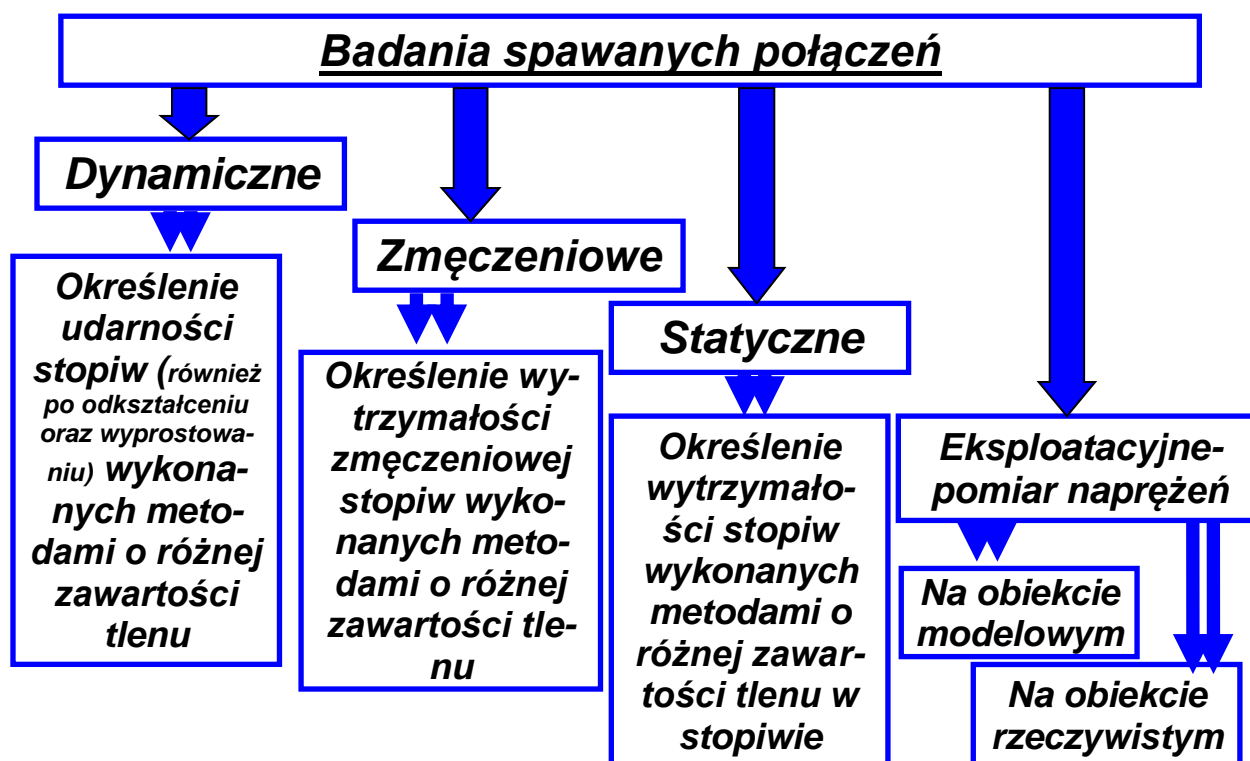 Badania spawanych połączeń
Dynamiczne
Określenie
udarności
stopiw (również
po odkształceniu
oraz wyprostowa-
niu) wykona-
nych meto-
dami o różnej
zawartości
tlenu
Zmęczeniowe
Określenie wy-
trzymałości
zmęczeniowej
stopiw wyko-
nanych meto-
dami o różnej
zawartości tle-
nu
Statyczne
Określenie
wytrzymało-
ści stopiw
wykonanych
metodami o
różnej zawar-
tości tlenu w
stopiwie
Eksploatacyjne-
pomiar naprężeń
Na obiekcie
modelowym
Na obiekcie
rzeczywistym